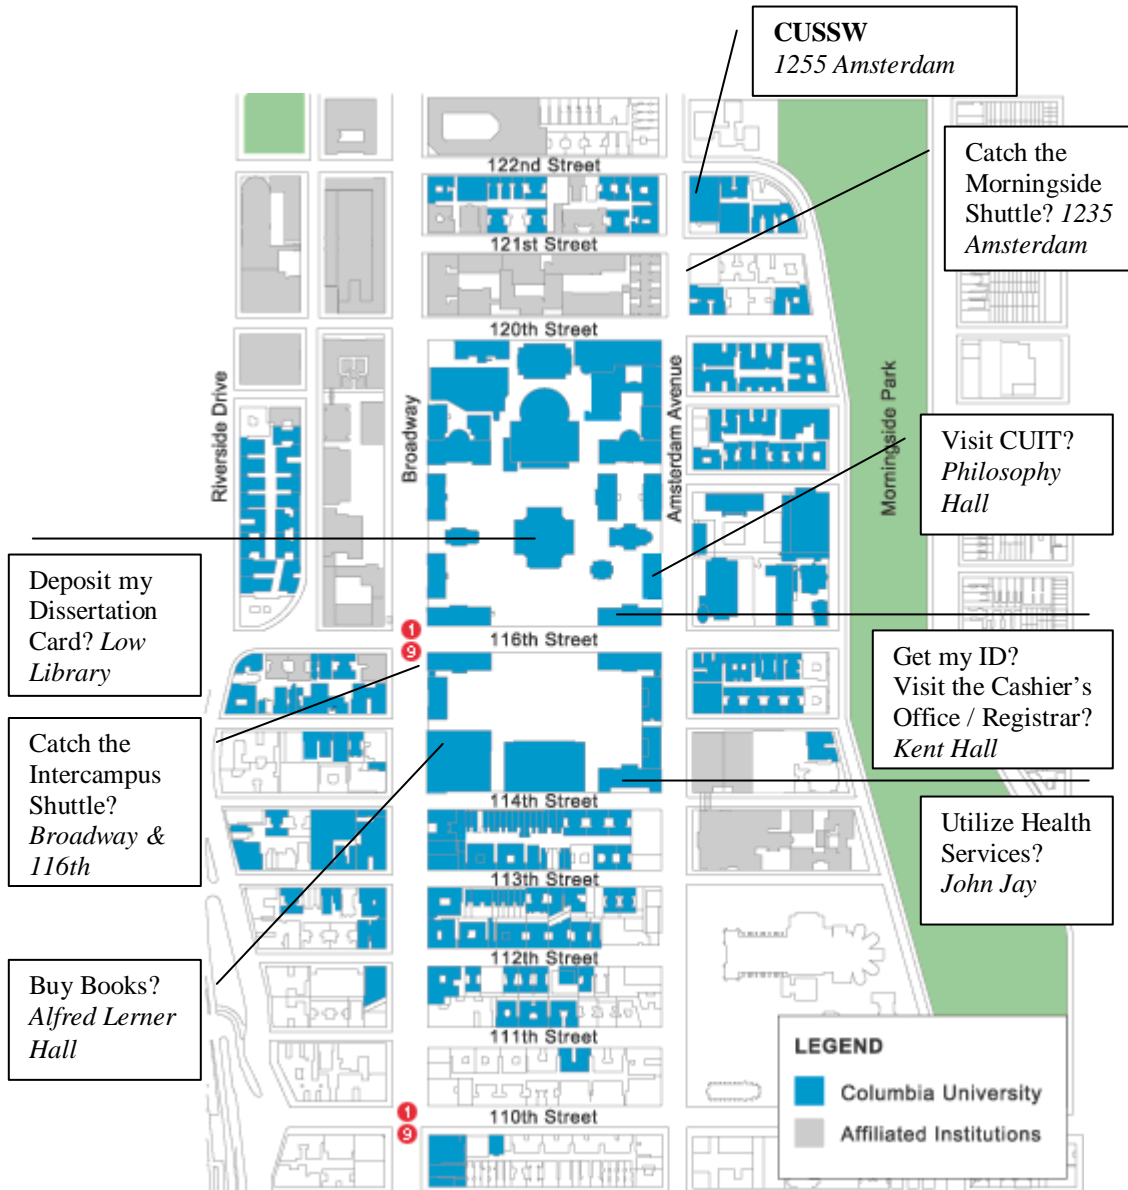 CUSSW
1255 Amsterdam
Catch the
Morningside
Shuttle? 1235
Amsterdam
122nd Street
121st Street
120th Street
Riverside Drive
Broadway
Amsterdam Avenue
Morningside Park
Visit CUIT?
Philosophy
Hall
Deposit my
Dissertation
Card? Low
Library
1
9
116th Street
Get my ID?
Visit the Cashier's
Office / Registrar?
Kent Hall
Catch the
Intercampus
Shuttle?
Broadway &
116th
114th Street
Utilize Health
Services?
John Jay
113th Street
112th Street
Buy Books?
Alfred Lerner
Hall
111th Street
LEGEND
Columbia University
Affiliated Institutions
1
9
110th Street